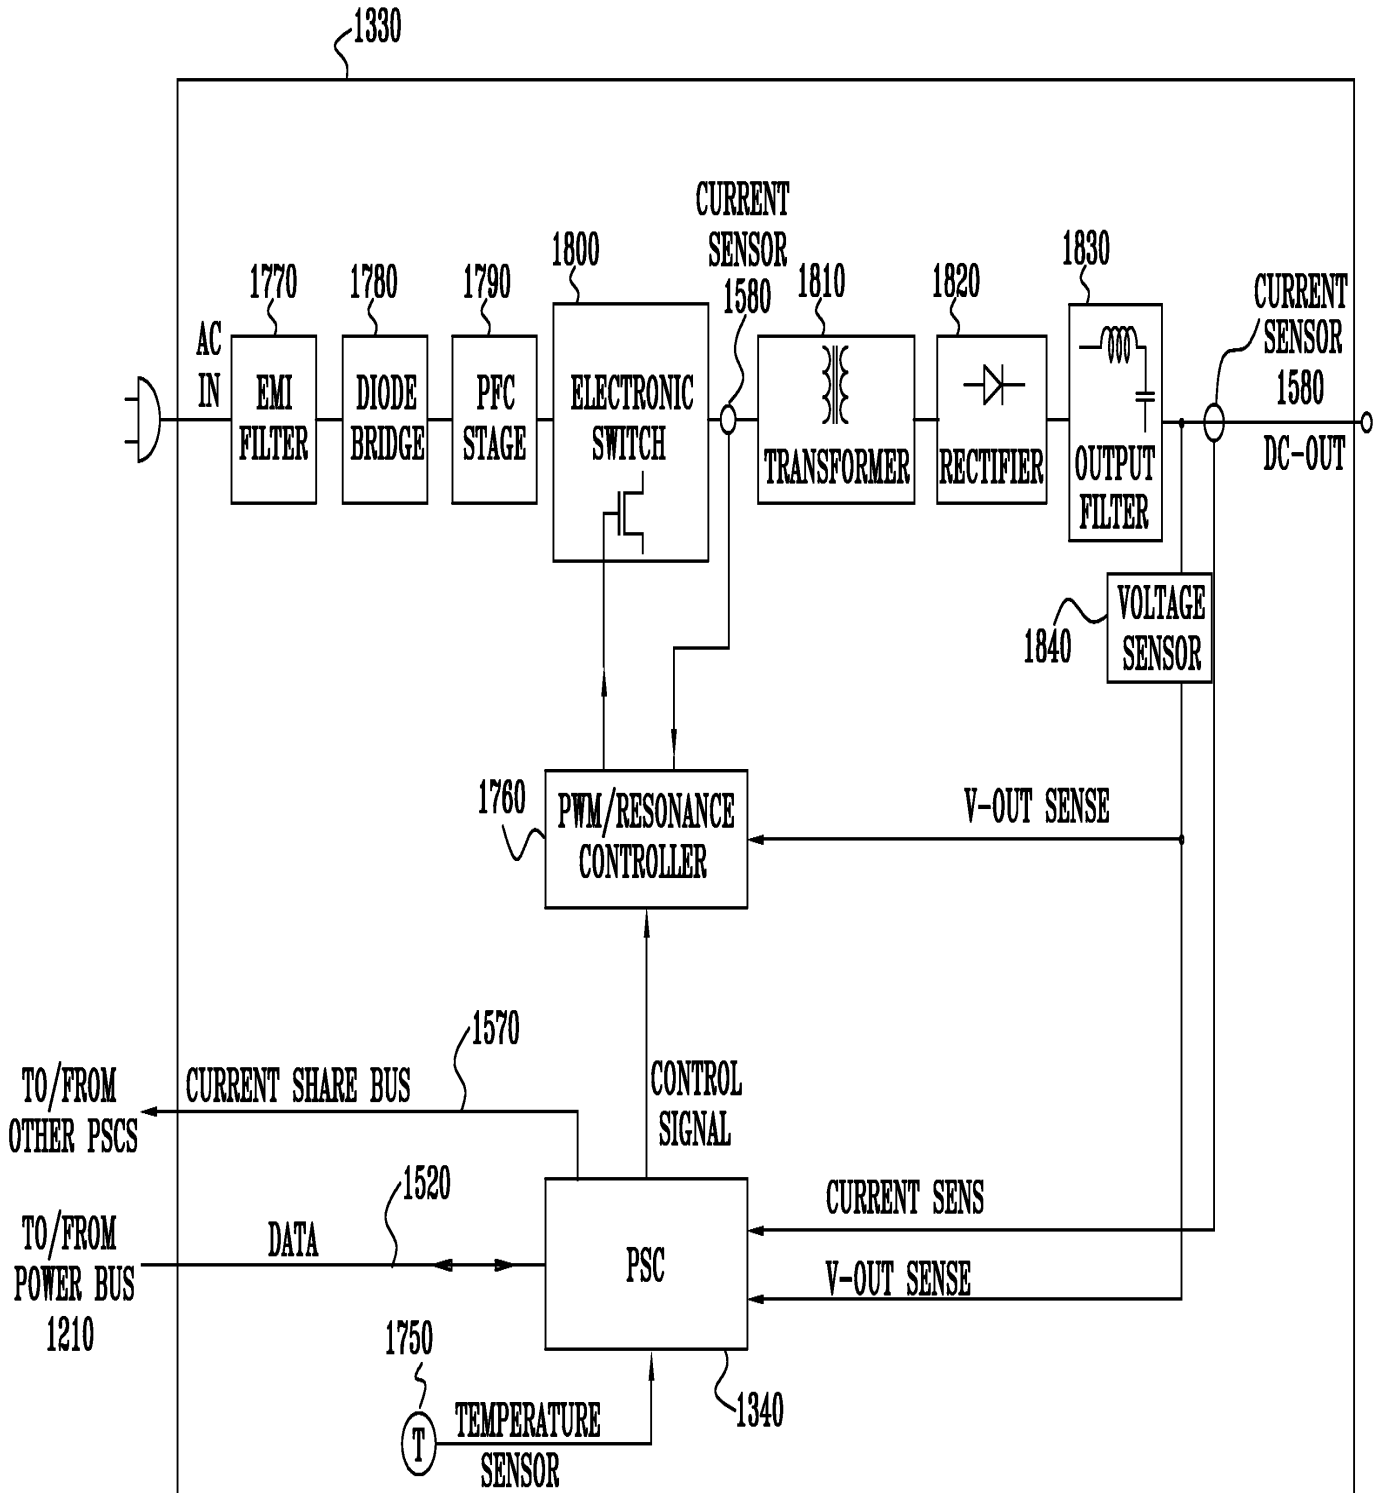 1330
CURRENT
SENSOR
1580
1770
1780
1790
1800
1810
1820
1830
CURRENT
SENSOR
1580
AC
IN
EMI
FILTER
DIODE
BRIDGE
PFC
STAGE
ELECTRONIC
SWITCH
TRANSFORMER
RECTIFIER
OUTPUT
FILTER
DC-OUT
VOLTAGE
SENSOR
1840
1760
PWM/RESONANCE
CONTROLLER
V-OUT SENSE
1570
TO/FROM
OTHER PSCS
CURRENT SHARE BUS
CONTROL
SIGNAL
1520
TO/FROM
POWER BUS
1210
DATA
PSC
CURRENT SENS
V-OUT SENSE
1750
1340
T
TEMPERATURE
SENSOR